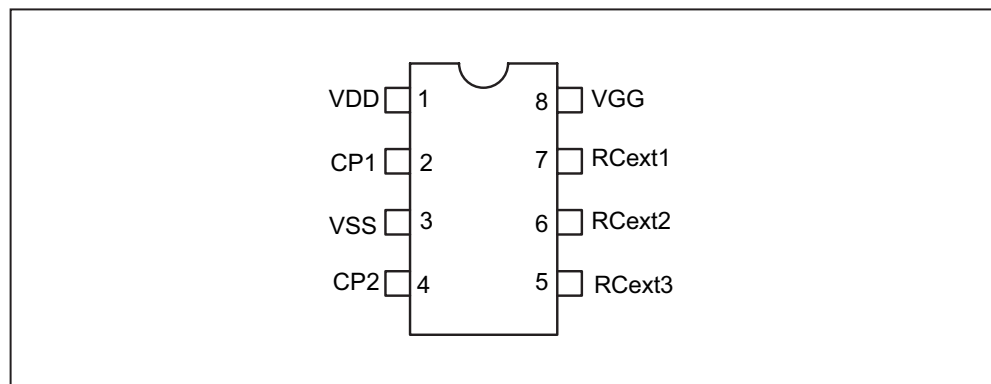 VDD 1 8 VGG
CP1 2 7 RCext1
VSS 3 6 RCext2
CP2 4 5 RCext3